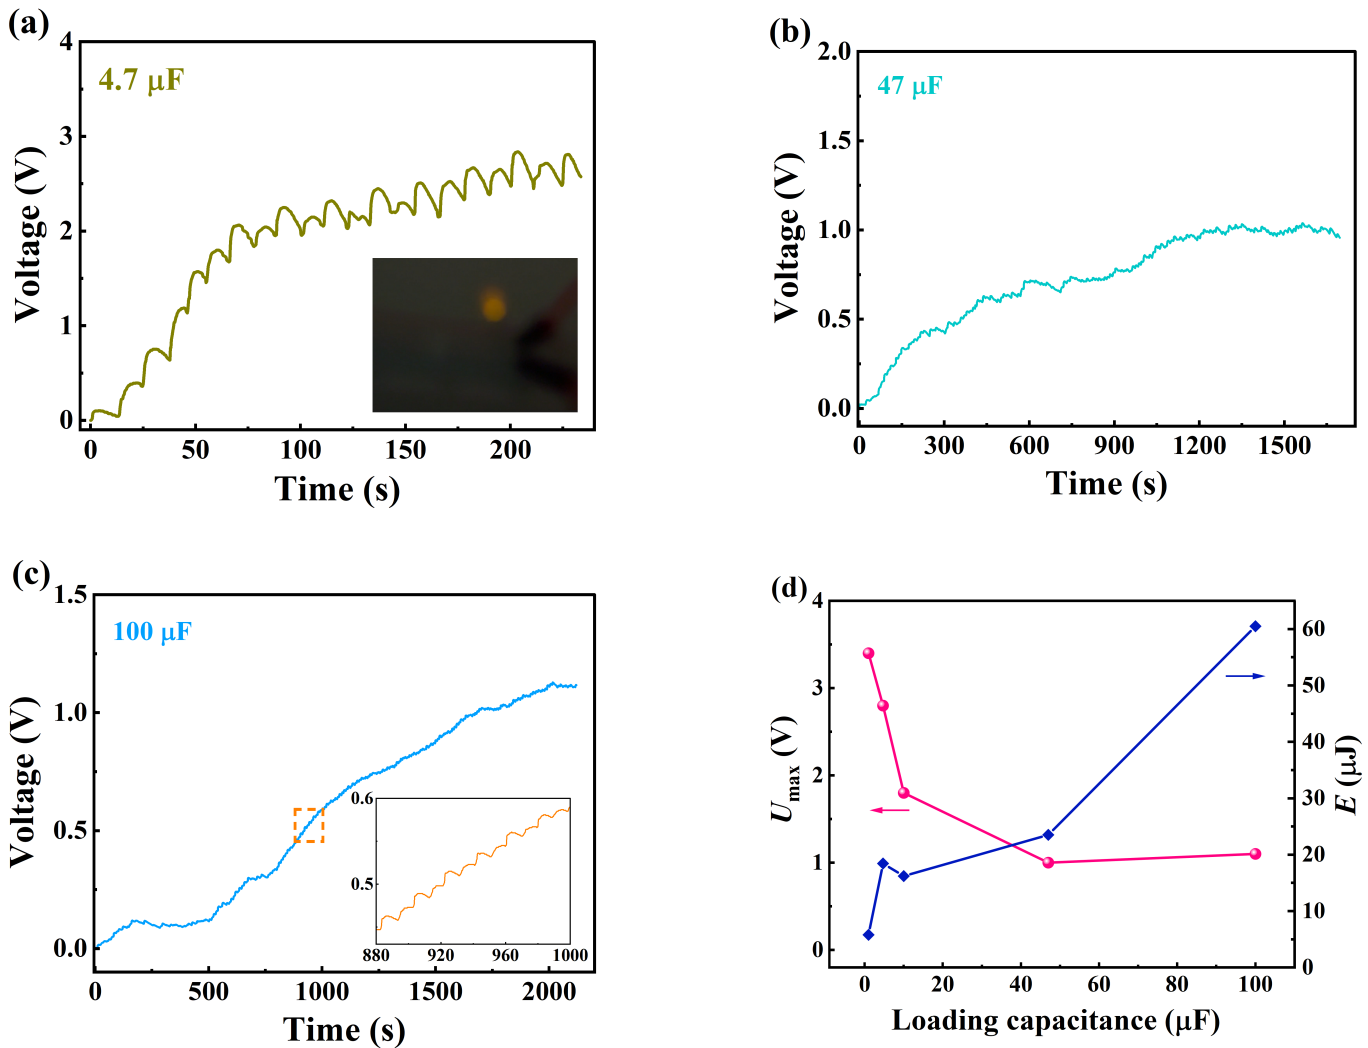 (a)
4
3
2
1
0
4.7 μF
Voltage (V)
0 50 100 150 200
Time (s)
(b)
2.0
1.5
1.0
0.5
0.0
47 μF
Voltage (V)
0 300 600 900 1200 1500
Time (s)
(c)
1.5
1.0
0.5
0.0
100 μF
Voltage (V)
0.6
0.5
880 920 960 1000
0 500 1000 1500 2000
Time (s)
(d)
4
3
2
1
0
Umax (V)
60
50
40
30
20
10
0
E (μJ)
0 20 40 60 80 100
Loading capacitance (μF)